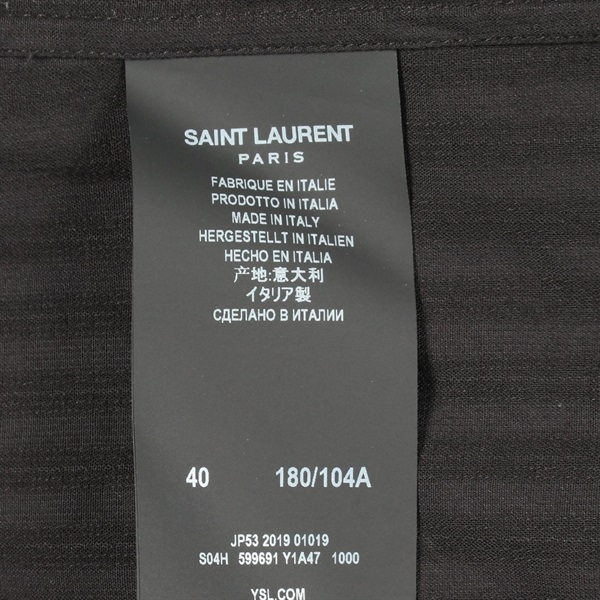 SAINT LAURENT
PARIS
FABRIQUE EN ITALIE
PRODOTTO IN ITALIA
MADE IN ITALY
HERGESTELLT IN ITALIEN
HECHO EN ITALIA
产地:意大利
イタリア製
СДЕЛАНО В ИТАЛИИ
40 180/104A
JP53 2019 01019
S04H 599691 Y1A47 1000
YSL.COM